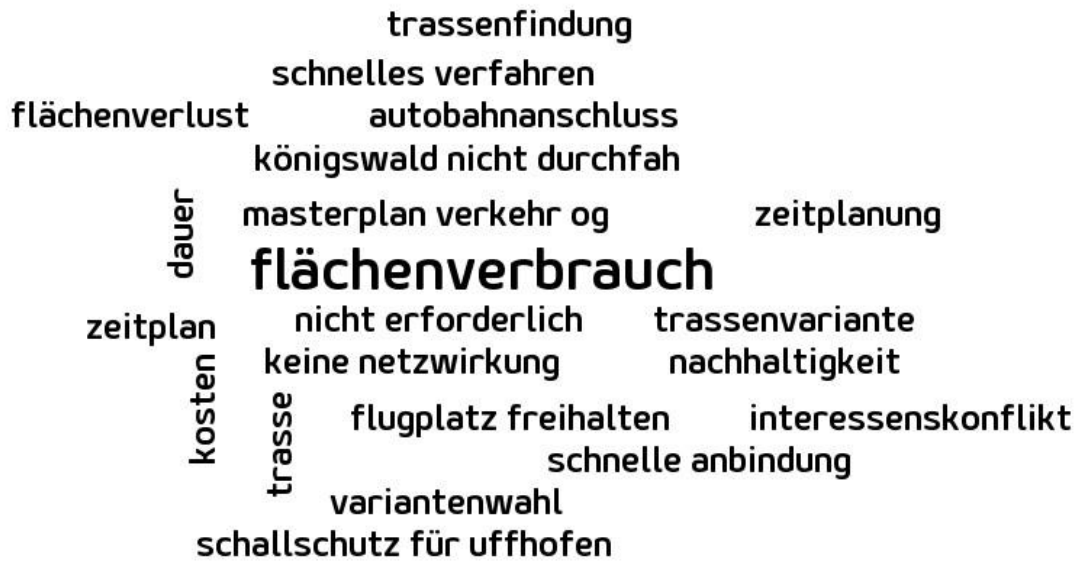 trassenfindung
schnelles verfahren
flächenverlust
autobahnanschluss
königswald nicht durchfah
dauer
masterplan verkehr og
zeitplanung
flächenverbrauch
zeitplan
nicht erforderlich
trassenvariante
kosten
keine netzwirkung
nachhaltigkeit
trasse
flugplatz freihalten
interessenskonflikt
schnelle anbindung
variantenwahl
schallschutz für uffhofen